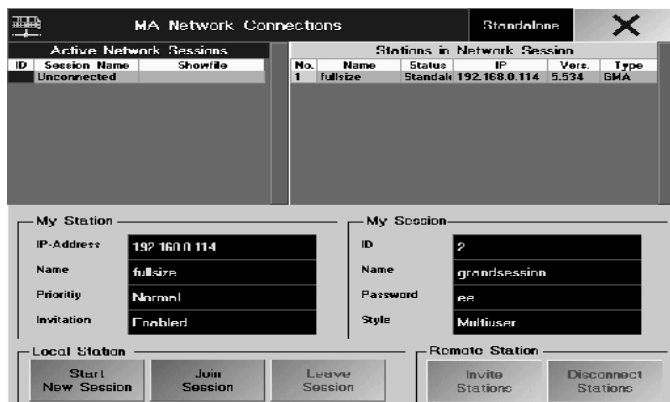 MA Network Connections
Standalone
Active Network Sessions
ID Session Name Showfile
Unconnected
Stations in Network Session
No. Name Status IP Vers. Type
1 fullsize Standal 192.168.0.114 5.534 GMA
My Station
IP-Address 192.168.0.114
Name fullsize
Prioritiy Normal
Invitation Enabled
My Session
ID 2
Name grandsession
Password ee
Style Multiuser
Local Station
Start New Session
Join Session
Leave Session
Remote Station
Invite Stations
Disconnect Stations